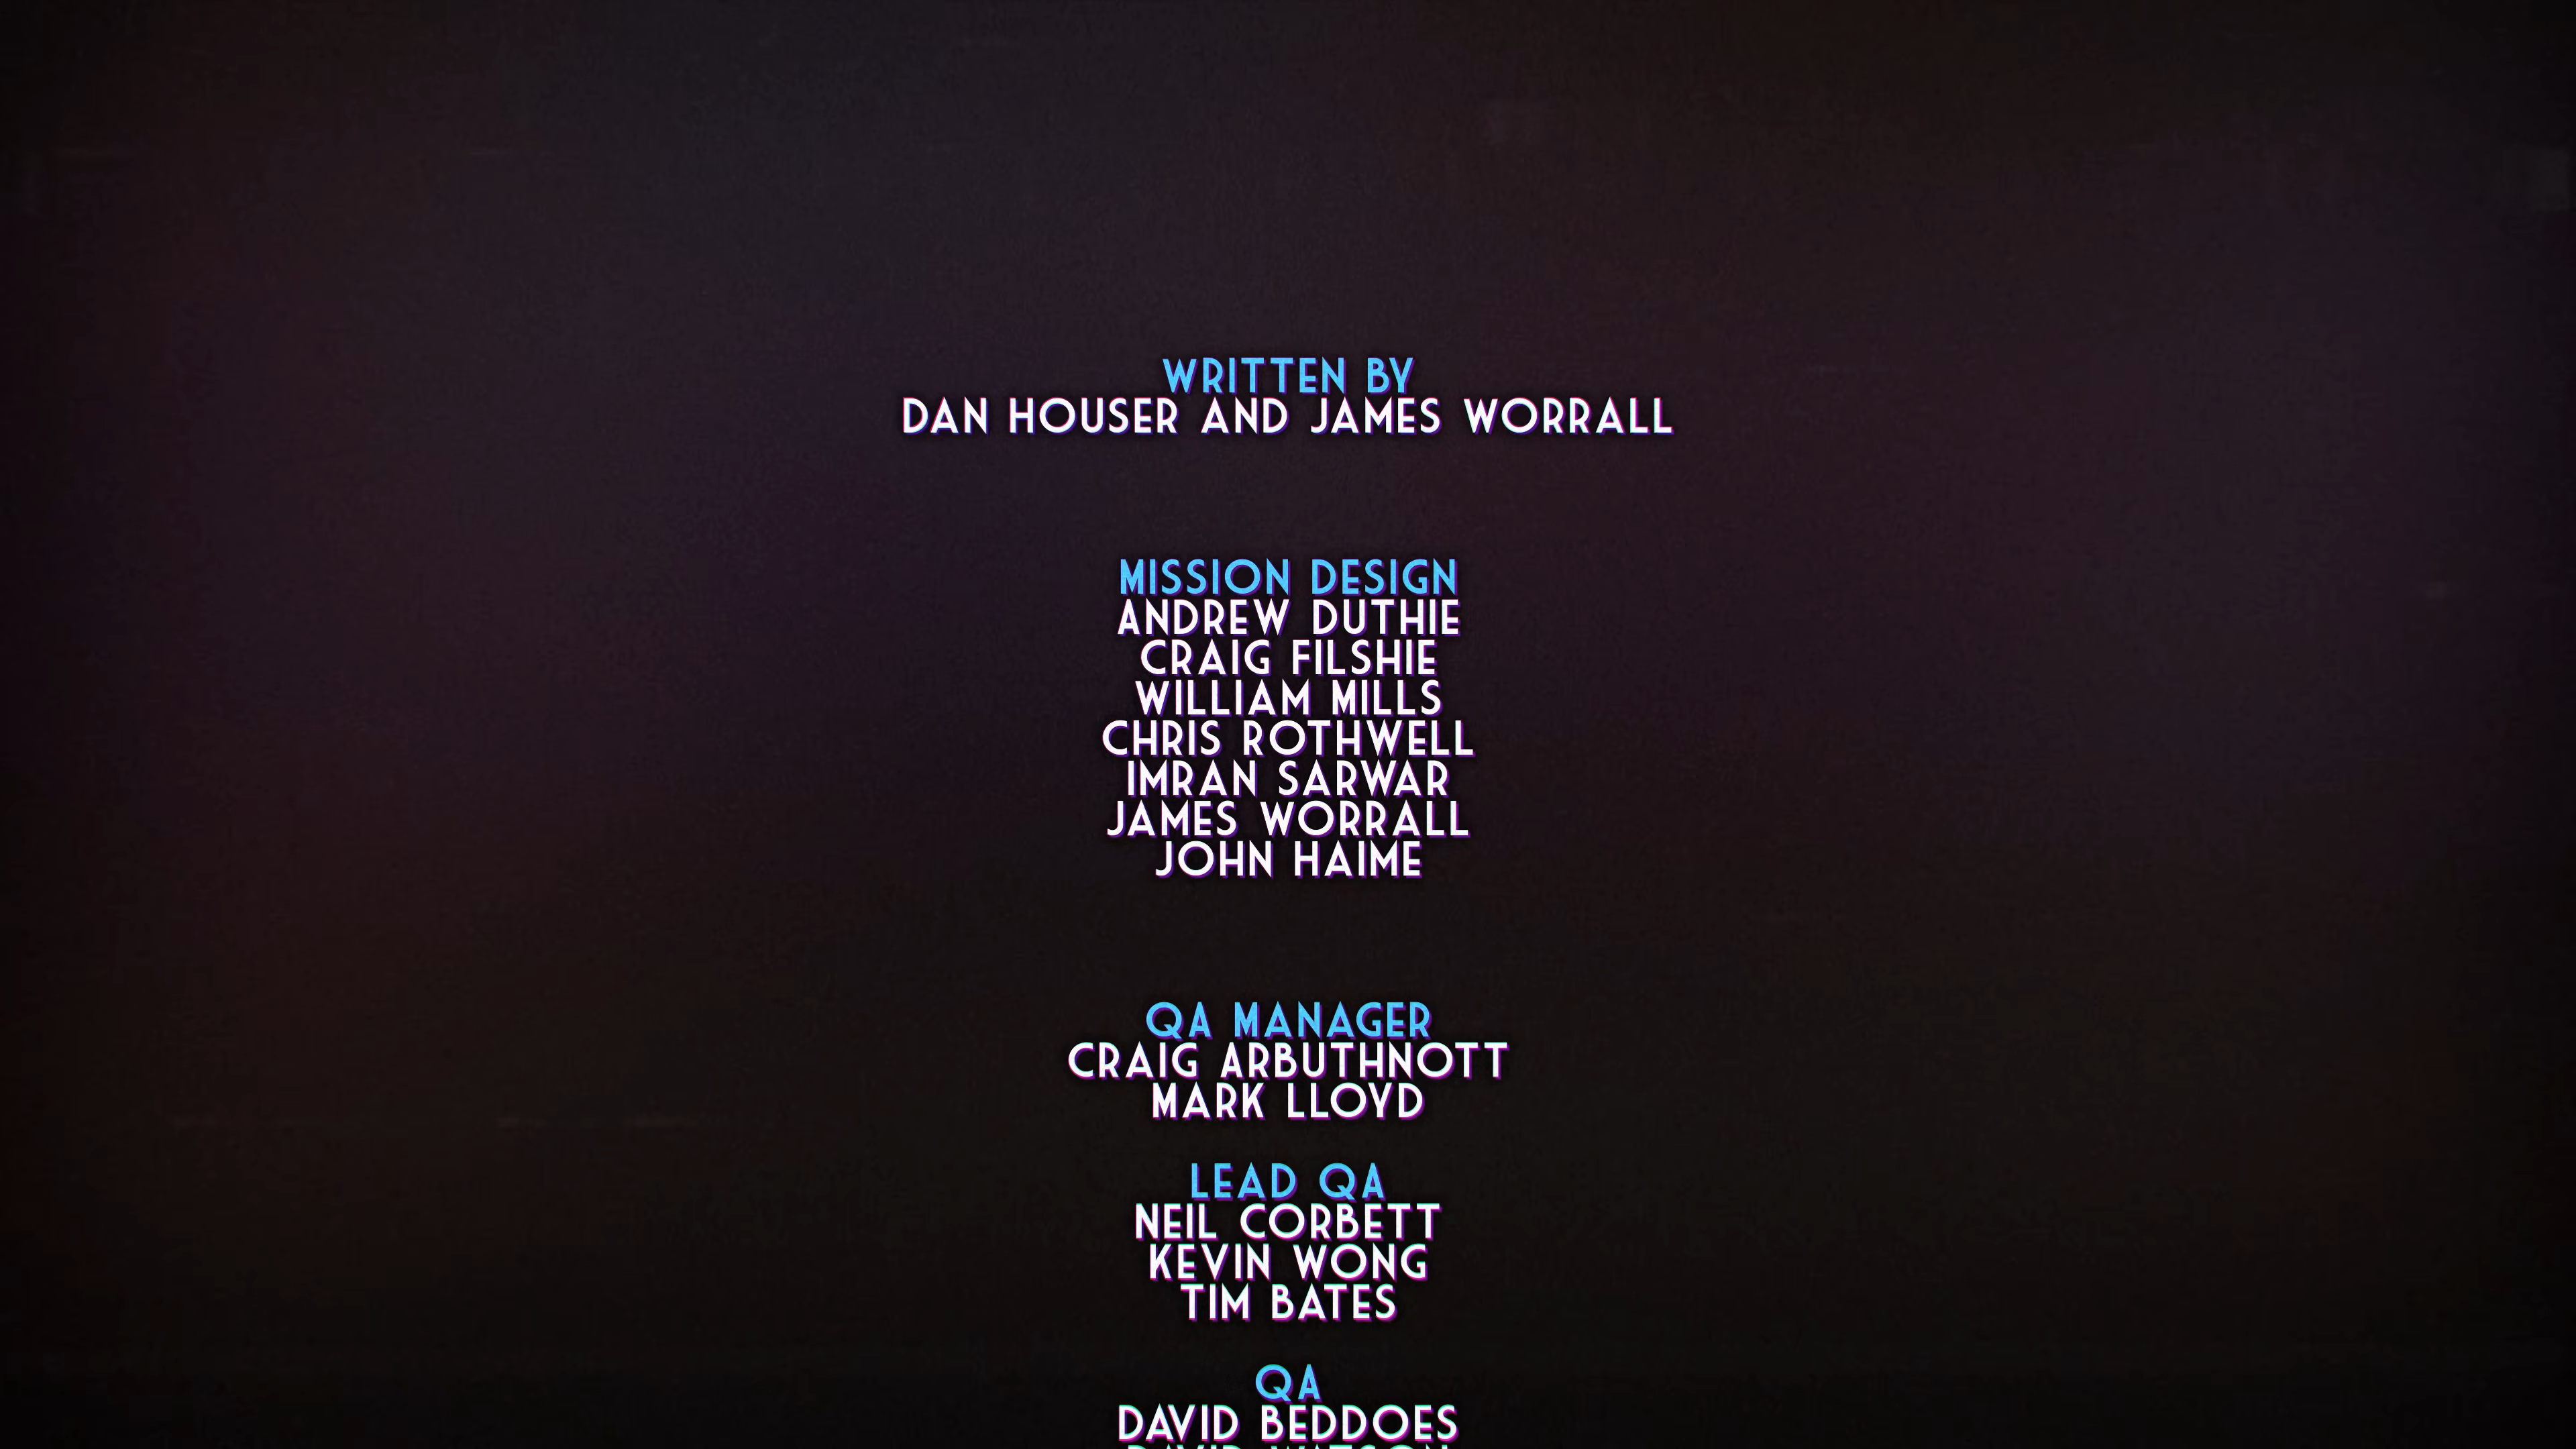 WRITTEN BY
DAN HOUSER AND JAMES WORRALL
MISSION DESIGN
ANDREW DUTHIE
CRAIG FILSHIE
WILLIAM MILLS
CHRIS ROTHWELL
IMRAN SARWAR
JAMES WORRALL
JOHN HAIME
QA MANAGER
CRAIG ARBUTHNOTT
MARK LLOYD
LEAD QA
NEIL CORBETT
KEVIN WONG
TIM BATES
QA
DAVID BEDDOES